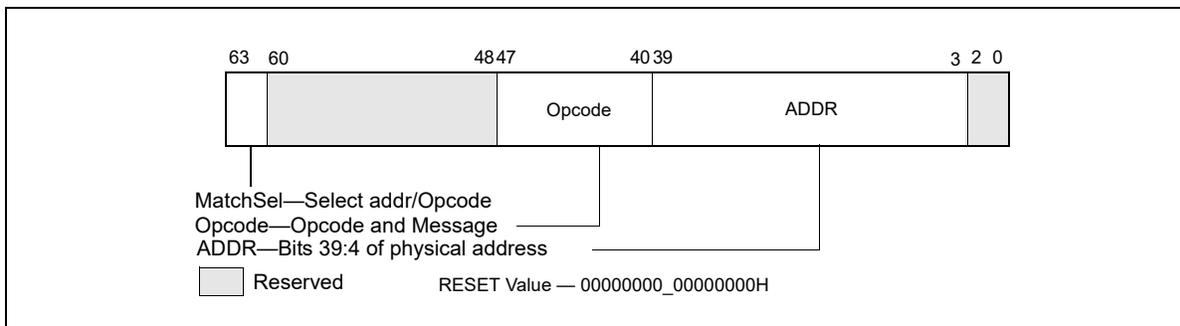 63 60 48 47 40 39 3 2 0
Opcode ADDR
MatchSel—Select addr/Opcode
Opcode—Opcode and Message
ADDR—Bits 39:4 of physical address
Reserved RESET Value — 00000000_00000000H